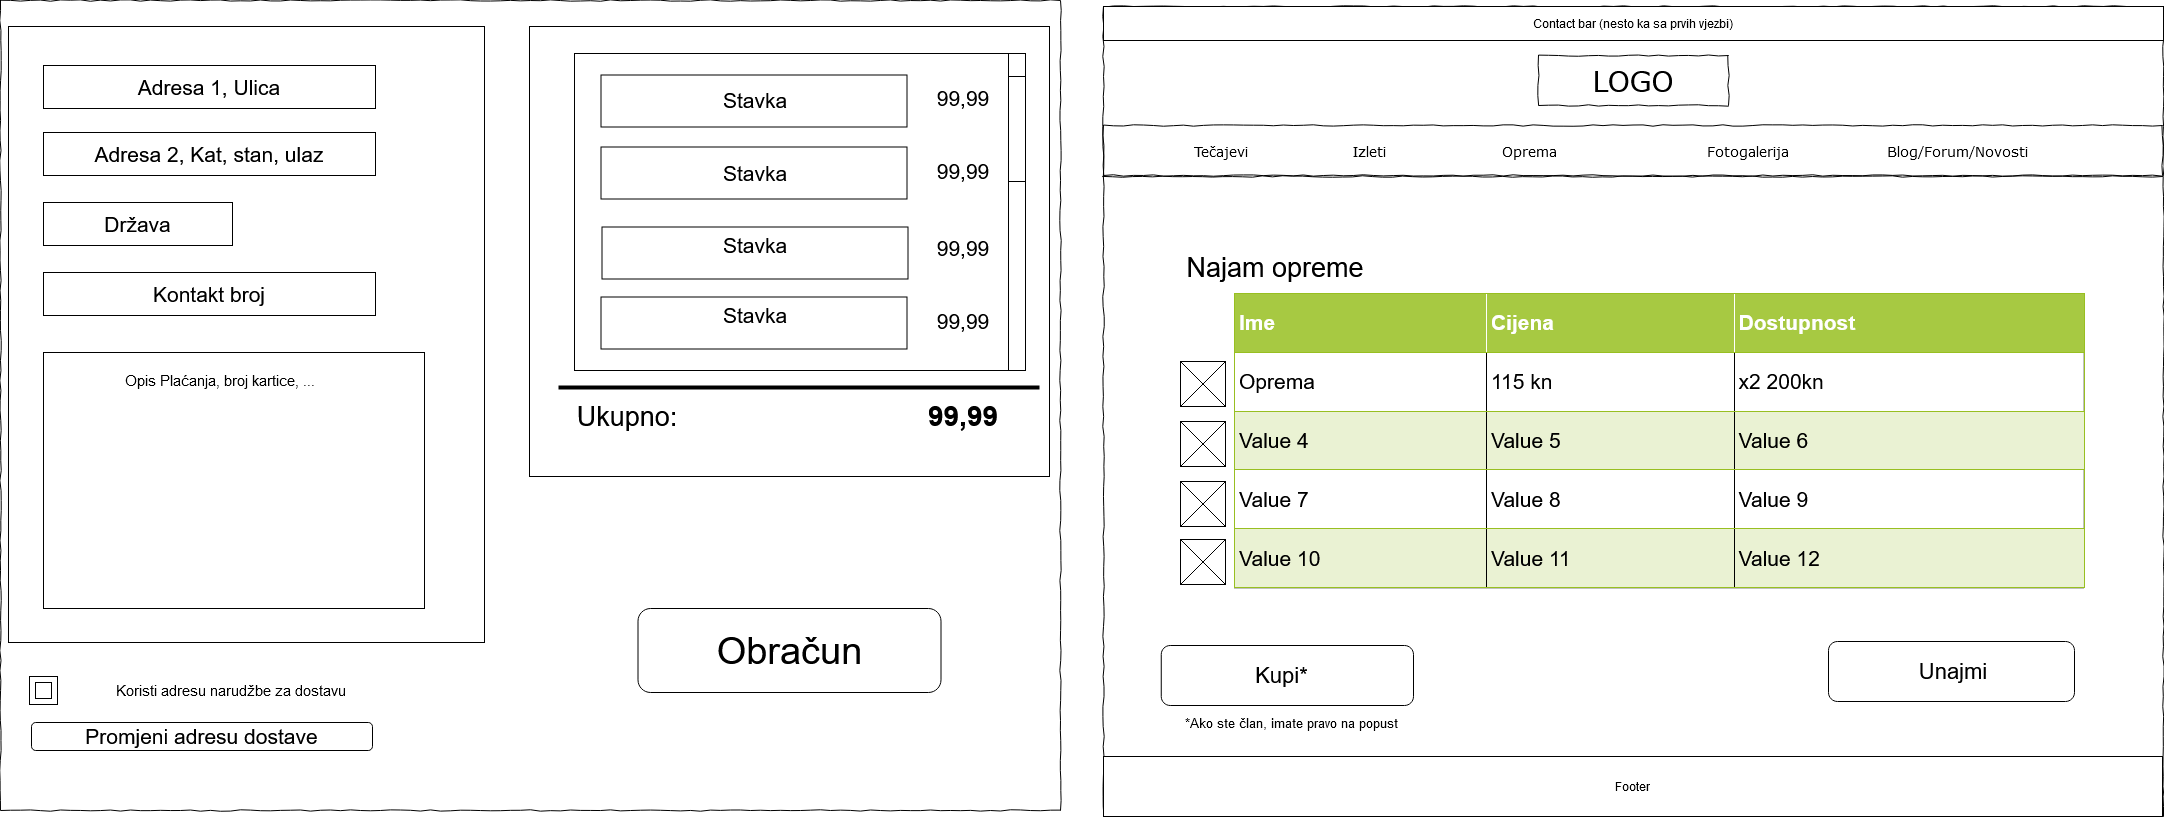 Adresa 1, Ulica
Adresa 2, Kat, stan, ulaz
Država
Kontakt broj
Opis Plaćanja, broj kartice, ...
Koristi adresu narudžbe za dostavu
Promjeni adresu dostave
Stavka 99,99
Stavka 99,99
Stavka 99,99
Stavka 99,99
Ukupno: 99,99
Obračun
Contact bar (nesto ka sa prvih vjezbi)
LOGO
Tečajevi Izleti Oprema Fotogalerija Blog/Forum/Novosti
Najam opreme
Ime Cijena Dostupnost
Oprema 115 kn x2 200kn
Value 4 Value 5 Value 6
Value 7 Value 8 Value 9
Value 10 Value 11 Value 12
Kupi* Unajmi
*Ako ste član, imate pravo na popust
Footer